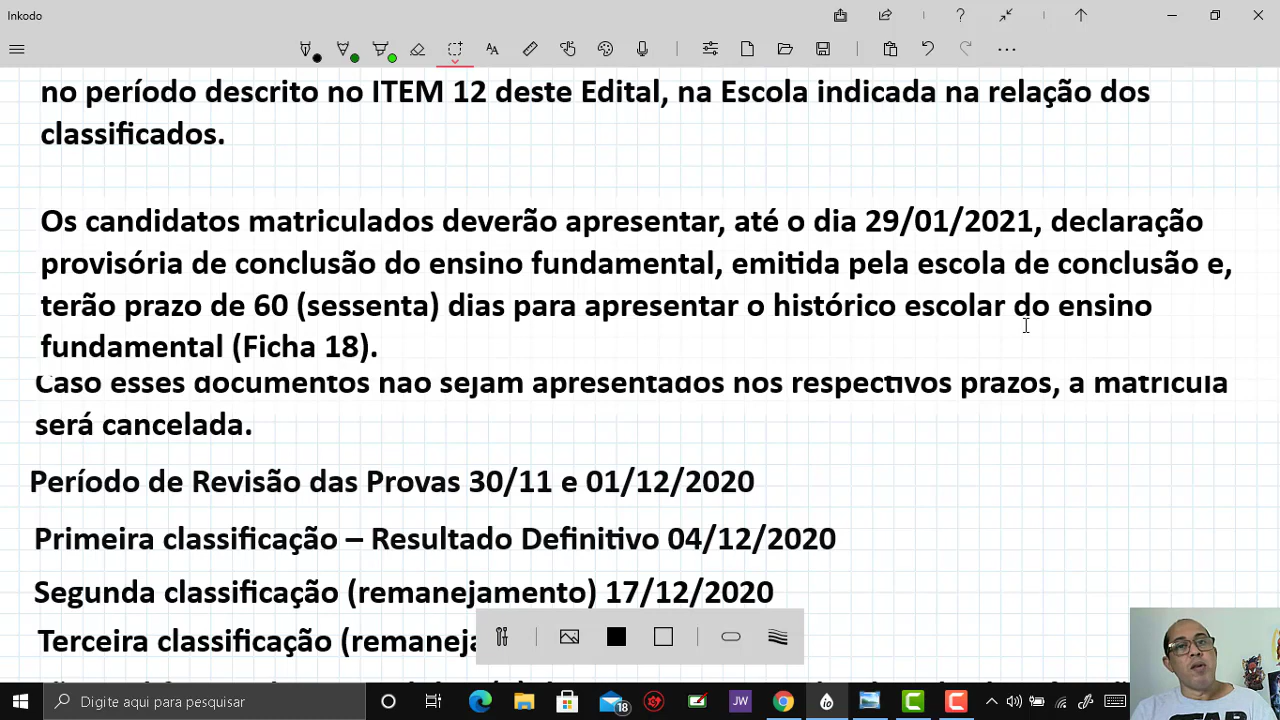 Inkodo
no período descrito no ITEM 12 deste Edital, na Escola indicada na relação dos
classificados.
Os candidatos matriculados deverão apresentar, até o dia 29/01/2021, declaração
provisória de conclusão do ensino fundamental, emitida pela escola de conclusão e,
terão prazo de 60 (sessenta) dias para apresentar o histórico escolar do ensino
fundamental (Ficha 18).
Caso esses documentos não sejam apresentados nos respectivos prazos, a matrícula
será cancelada.
Período de Revisão das Provas 30/11 e 01/12/2020
Primeira classificação – Resultado Definitivo 04/12/2020
Segunda classificação (remanejamento) 17/12/2020
Terceira classificação (remaneja
Digite aqui para pesquisar
18
JW